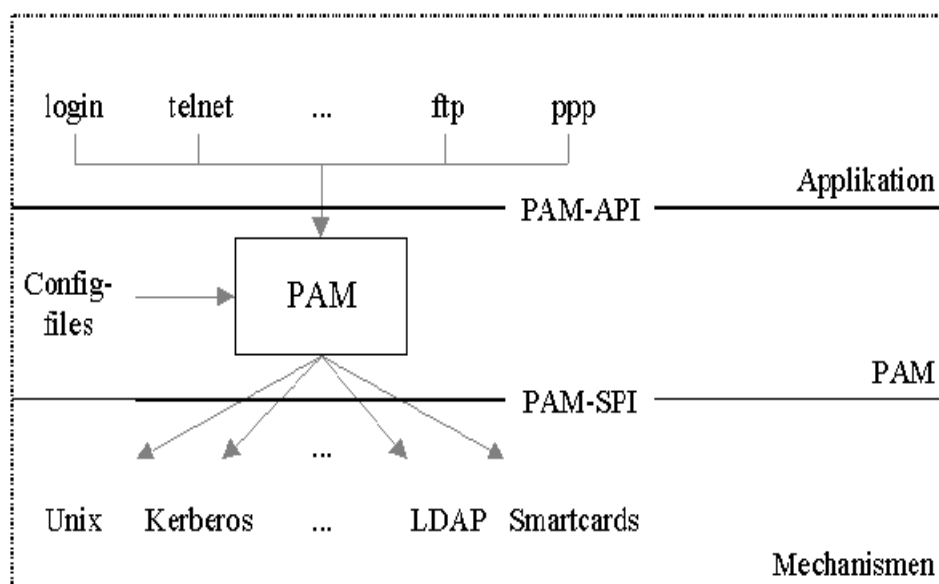 login telnet ... ftp ppp
Applikation
PAM-API
Config-
files
PAM
PAM
PAM-SPI
...
Unix Kerberos ... LDAP Smartcards
Mechanismen